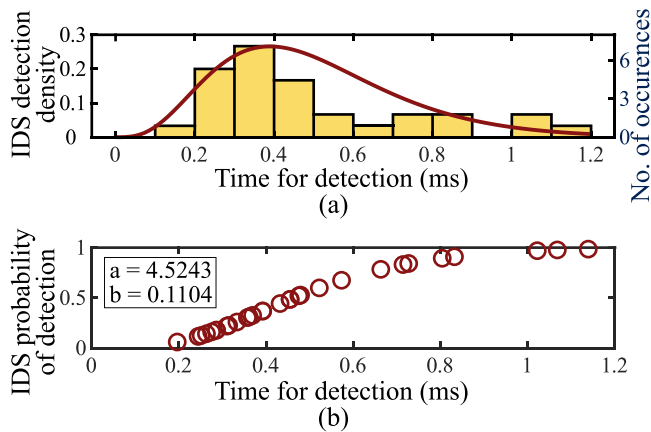 IDS detection
density
0.3
0.2
0.1
0
6
3
0
No. of occurences
0 0.2 0.4 0.6 0.8 1 1.2
Time for detection (ms)
(a)
IDS probability
of detection
1
0.5
0
a = 4.5243
b = 0.1104
0 0.2 0.4 0.6 0.8 1 1.2
Time for detection (ms)
(b)